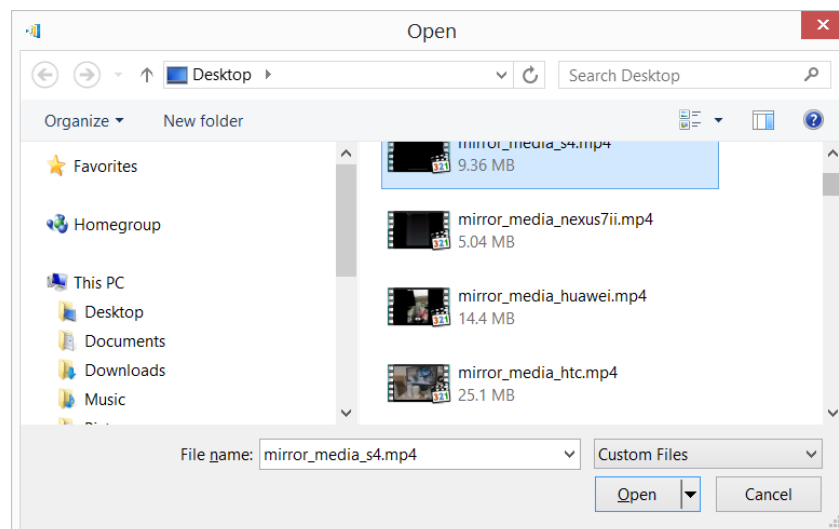 Open
Desktop
Search Desktop
Organize
New folder
Favorites
Homegroup
This PC
Desktop
Documents
Downloads
Music
mirror_media_s4.mp4
9.36 MB
mirror_media_nexus7ii.mp4
5.04 MB
mirror_media_huawei.mp4
14.4 MB
mirror_media_htc.mp4
25.1 MB
File name: mirror_media_s4.mp4
Custom Files
Open
Cancel